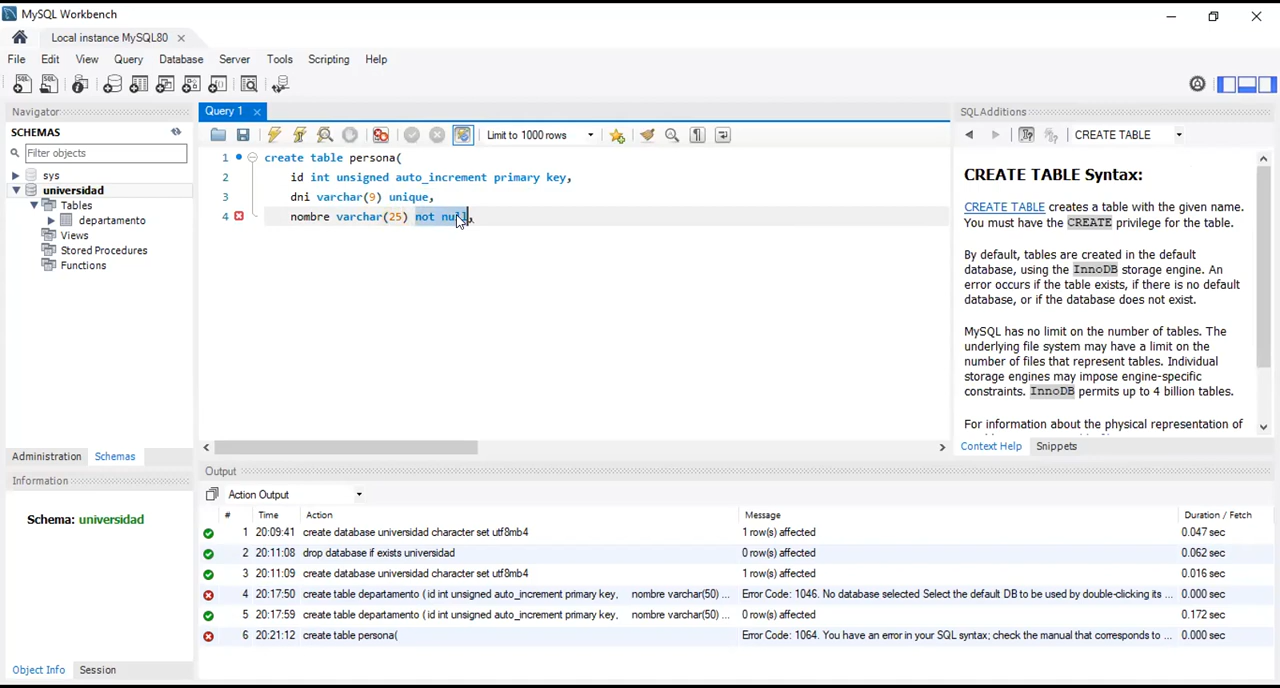 MySQL Workbench
Local instance MySQL80
File Edit View Query Database Server Tools Scripting Help
Navigator
SCHEMAS
Filter objects
sys
universidad
Tables
departamento
Views
Stored Procedures
Functions
Administration Schemas
Information
Schema: universidad
Object Info Session
Query 1
Limit to 1000 rows
1 create table persona(
2 id int unsigned auto_increment primary key,
3 dni varchar(9) unique,
4 nombre varchar(25) not null,
SQLAdditions
CREATE TABLE
CREATE TABLE Syntax:
CREATE TABLE creates a table with the given name.
You must have the CREATE privilege for the table.
By default, tables are created in the default
database, using the InnoDB storage engine. An
error occurs if the table exists, if there is no default
database, or if the database does not exist.
MySQL has no limit on the number of tables. The
underlying file system may have a limit on the
number of files that represent tables. Individual
storage engines may impose engine-specific
constraints. InnoDB permits up to 4 billion tables.
For information about the physical representation of
Context Help Snippets
Output
Action Output
# Time Action Message Duration / Fetch
1 20:09:41 create database universidad character set utf8mb4 1 row(s) affected 0.047 sec
2 20:11:08 drop database if exists universidad 0 row(s) affected 0.062 sec
3 20:11:09 create database universidad character set utf8mb4 1 row(s) affected 0.016 sec
4 20:17:50 create table departamento ( id int unsigned auto_increment primary key, nombre varchar(50) ... Error Code: 1046. No database selected Select the default DB to be used by double-clicking its ... 0.000 sec
5 20:17:59 create table departamento ( id int unsigned auto_increment primary key, nombre varchar(50) ... 0 row(s) affected 0.172 sec
6 20:21:12 create table persona( Error Code: 1064. You have an error in your SQL syntax; check the manual that corresponds to ... 0.000 sec